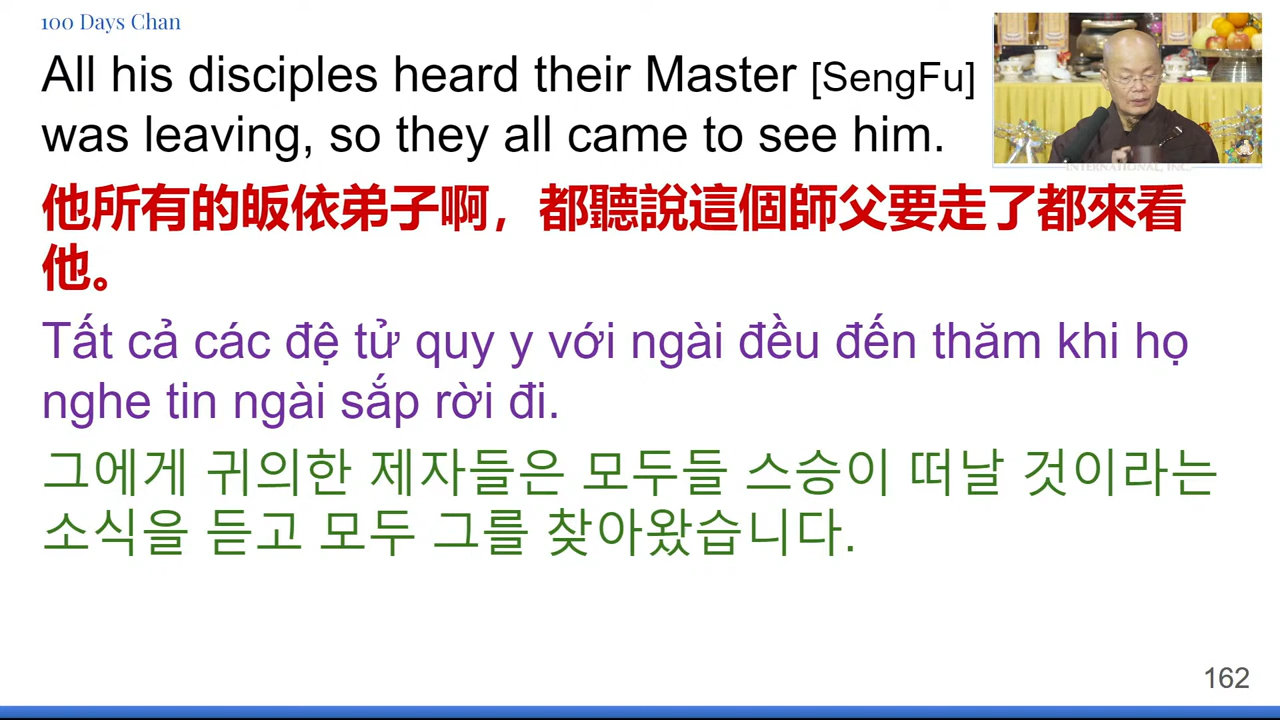 100 Days Chan
All his disciples heard their Master [SengFu]
was leaving, so they all came to see him.
他所有的皈依弟子啊，都聽說這個師父要走了都來看
他。
Tất cả các đệ tử quy y với ngài đều đến thăm khi họ
nghe tin ngài sắp rời đi.
그에게 귀의한 제자들은 모두들 스승이 떠날 것이라는
소식을 듣고 모두 그를 찾아왔습니다.
INTERNATIONAL, INC.
162